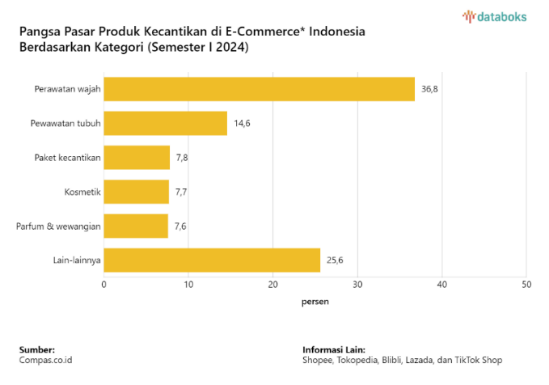 databoks
Pangsa Pasar Produk Kecantikan di E-Commerce* Indonesia
Berdasarkan Kategori (Semester I 2024)
Perawatan wajah
36,8
Pewawatan tubuh
14,6
Paket kecantikan
7,8
Kosmetik
7,7
Parfum & wewangian
7,6
Lain-lainnya
25,6
0 10 20 30 40 50
persen
Sumber:
Compas.co.id
Informasi Lain:
Shopee, Tokopedia, Blibli, Lazada, dan TikTok Shop